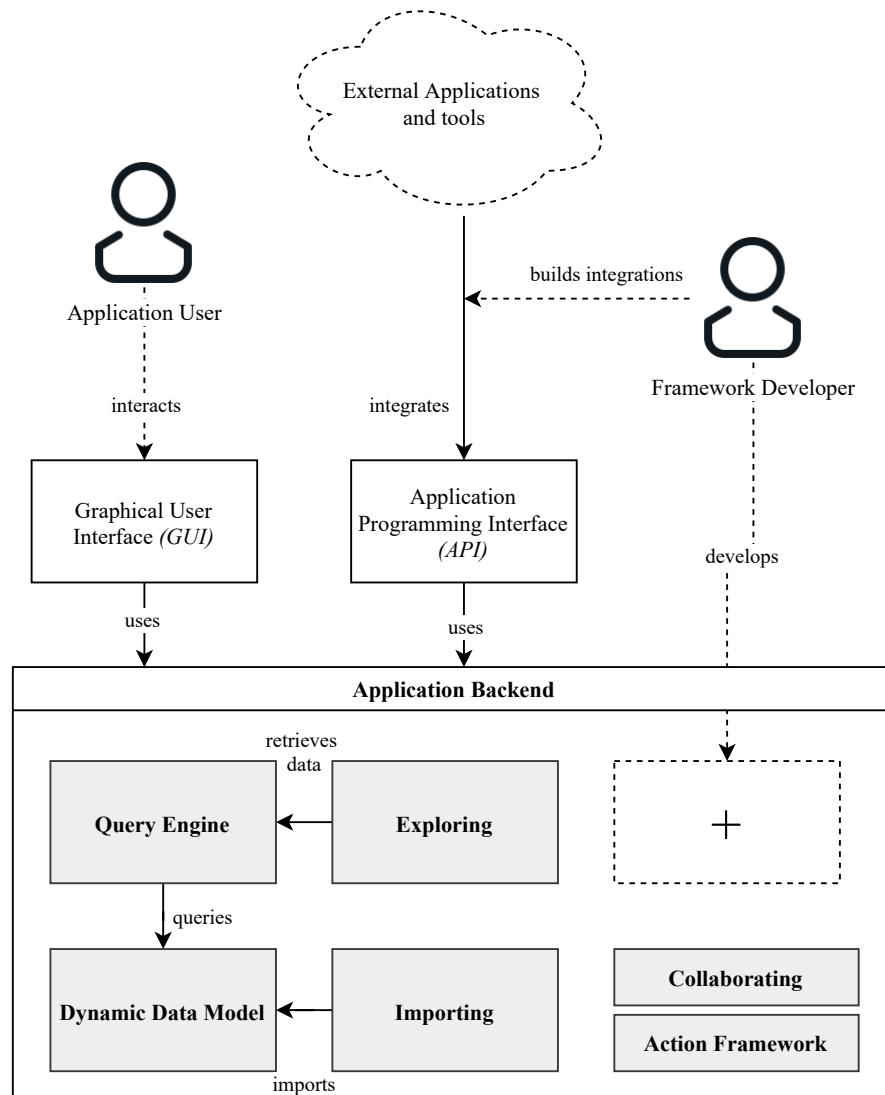 External Applications
and tools
builds integrations
Application User
Framework Developer
interacts
integrates
Graphical User
Interface (GUI)
Application
Programming Interface
(API)
develops
uses
uses
Application Backend
retrieves
data
Query Engine
Exploring
+
queries
Dynamic Data Model
Importing
Collaborating
Action Framework
imports